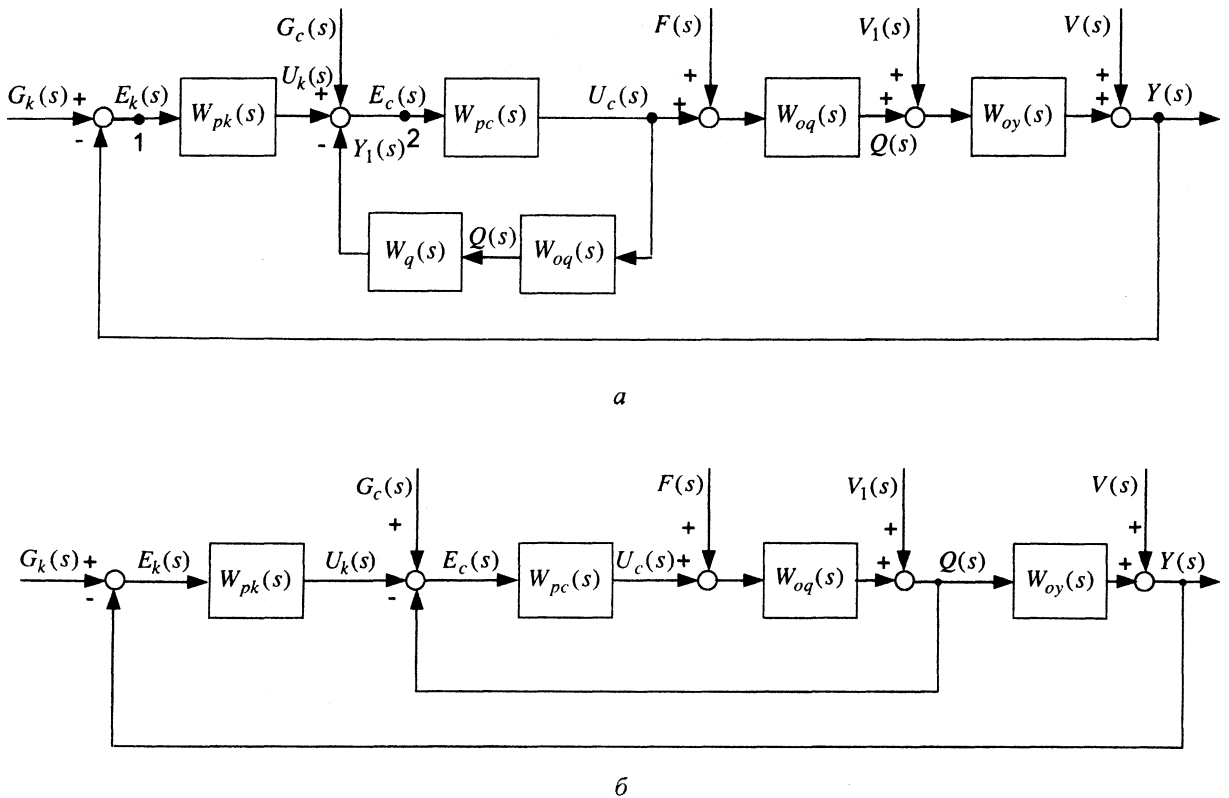 G_c(s) F(s) V_1(s) V(s)
U_k(s)
G_k(s) + E_k(s) W_pk(s) + E_c(s) W_pc(s) U_c(s) + + W_oq(s) + + W_oy(s) + + Y(s)
- 1 - Y_1(s) 2 Q(s)
W_q(s) Q(s) W_oq(s)
а
G_c(s) F(s) V_1(s) V(s)
+ + + +
G_k(s) + E_k(s) W_pk(s) U_k(s) E_c(s) W_pc(s) U_c(s) + W_oq(s) + Q(s) W_oy(s) + Y(s)
- -
б